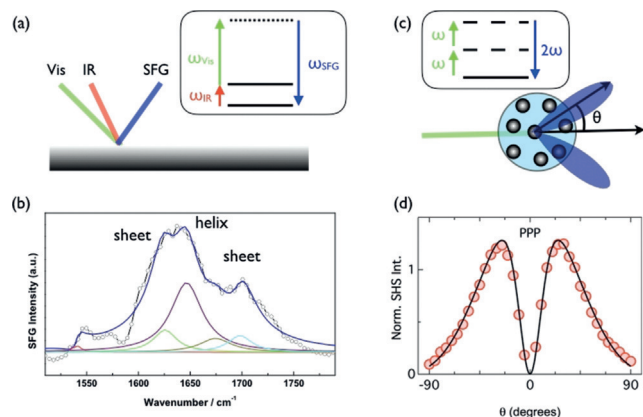 (a)
Vis IR SFG
ωVis
ωIR
ωSFG
(b)
sheet
helix
sheet
SFG Intensity (a.u.)
1550 1600 1650 1700 1750
Wavenumber / cm⁻¹
(c)
ω
ω
2ω
θ
(d)
PPP
Norm. SHS Int.
1
0
-90 0 90
θ (degrees)